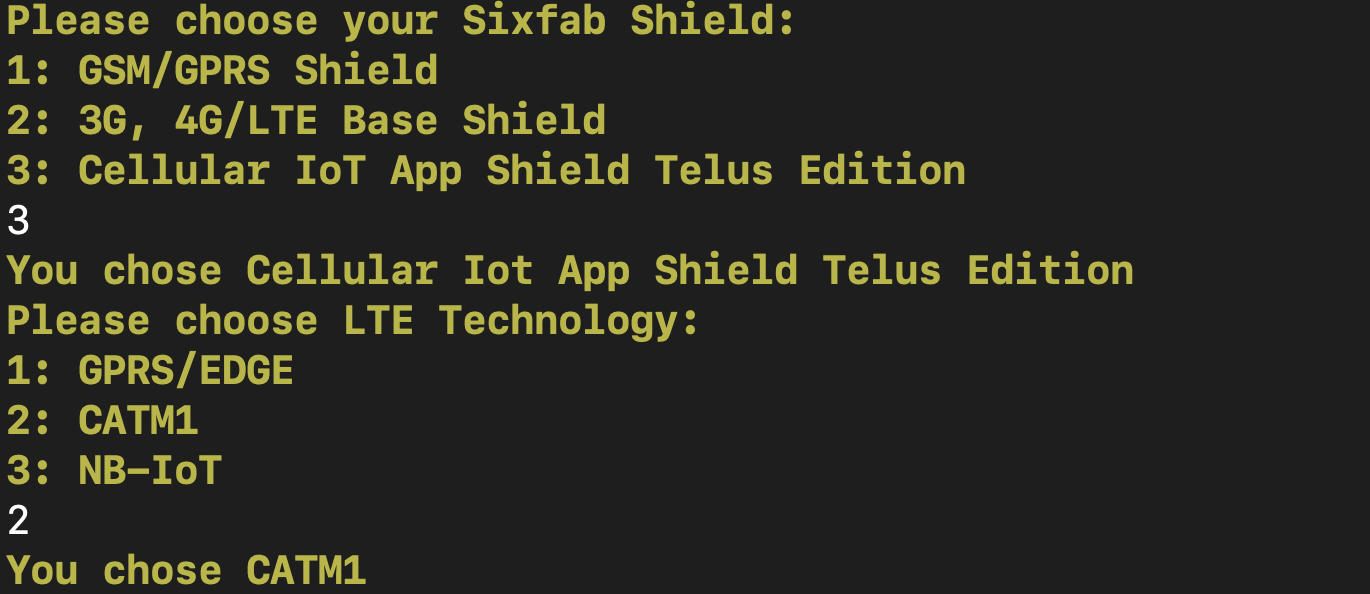 Please choose your Sixfab Shield:
1: GSM/GPRS Shield
2: 3G, 4G/LTE Base Shield
3: Cellular IoT App Shield Telus Edition
3
You chose Cellular Iot App Shield Telus Edition
Please choose LTE Technology:
1: GPRS/EDGE
2: CATM1
3: NB-IoT
2
You chose CATM1